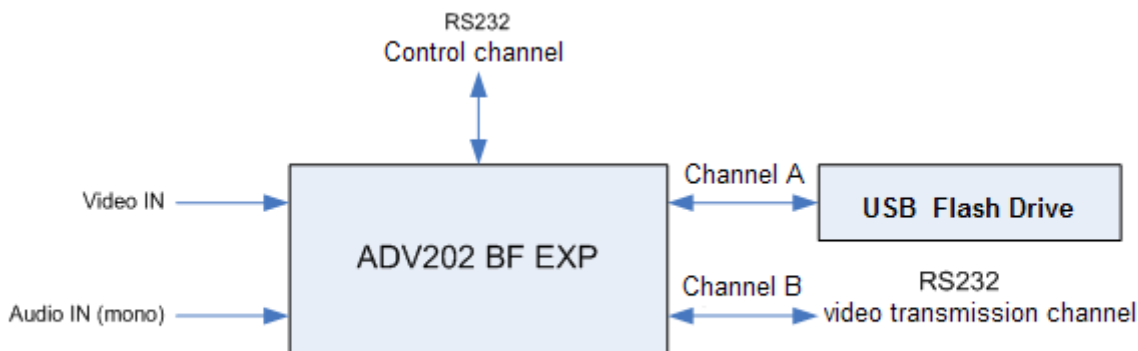 RS232
Control channel
Video IN
Channel A
USB Flash Drive
ADV202 BF EXP
Audio IN (mono)
Channel B
RS232
video transmission channel